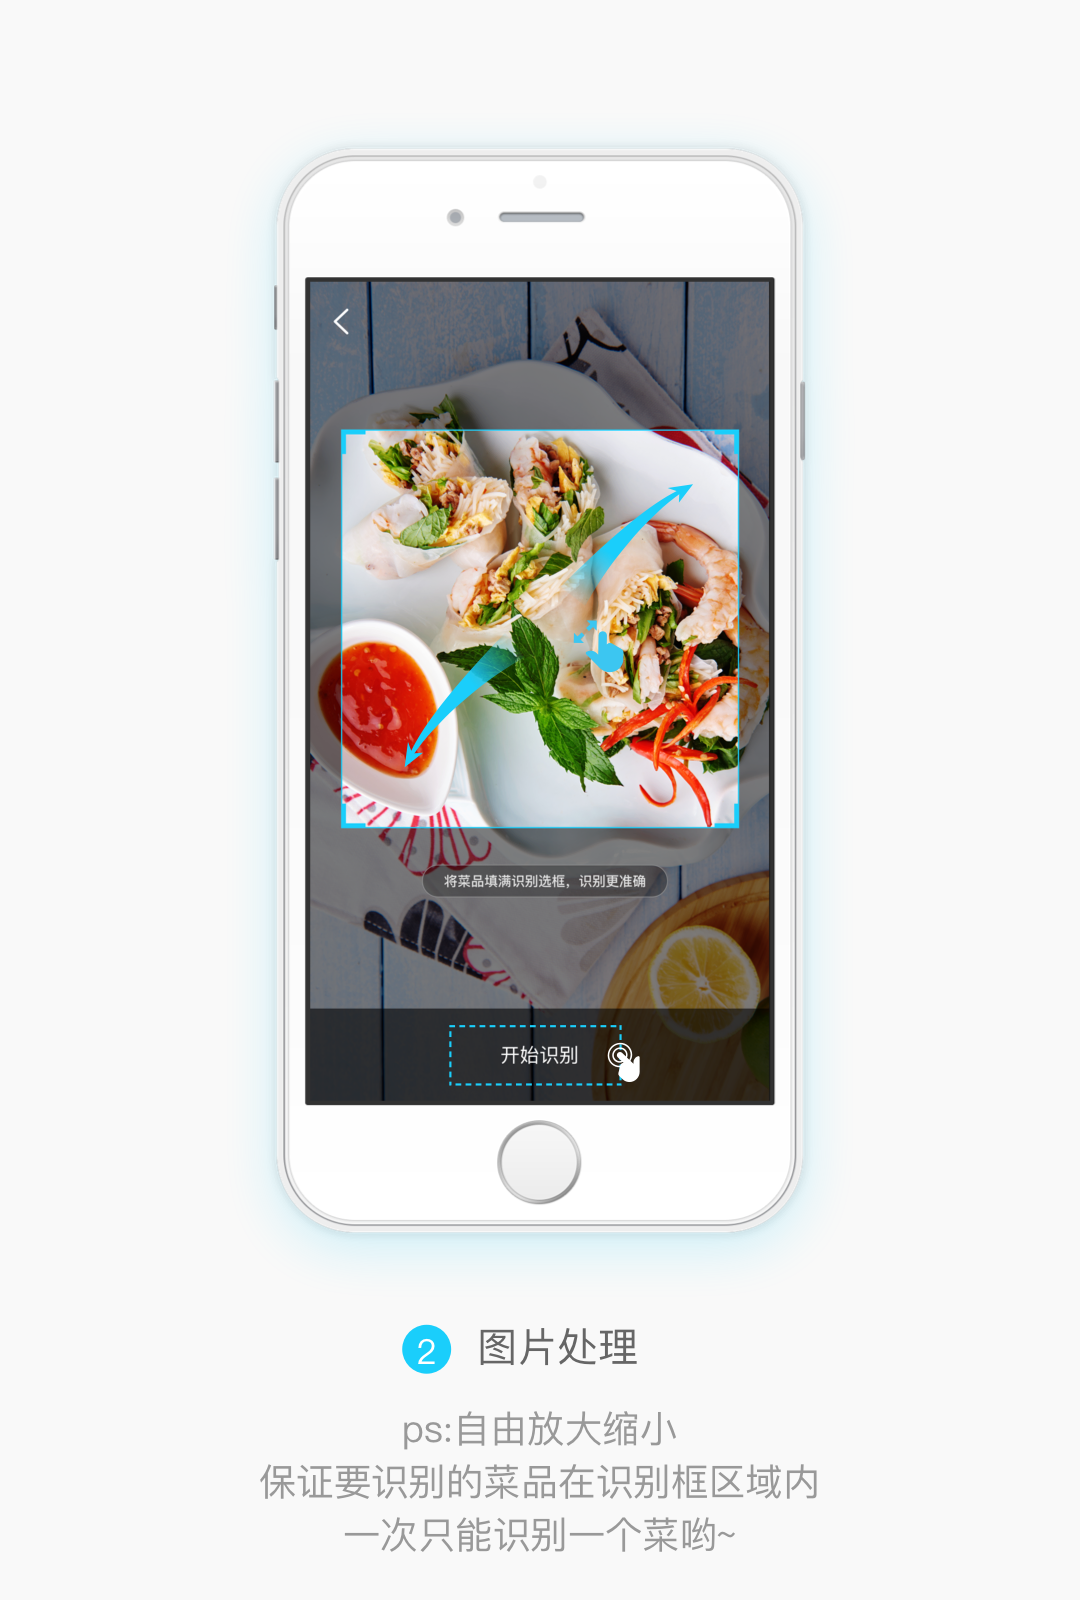 将菜品填满识别选框，识别更准确
开始识别
2 图片处理
ps:自由放大缩小
保证要识别的菜品在识别框区域内
一次只能识别一个菜哟~